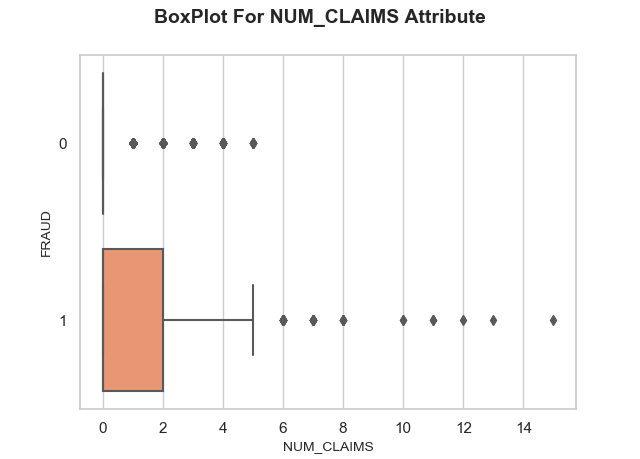 BoxPlot For NUM_CLAIMS Attribute
0
FRAUD
1
0 2 4 6 8 10 12 14
NUM_CLAIMS